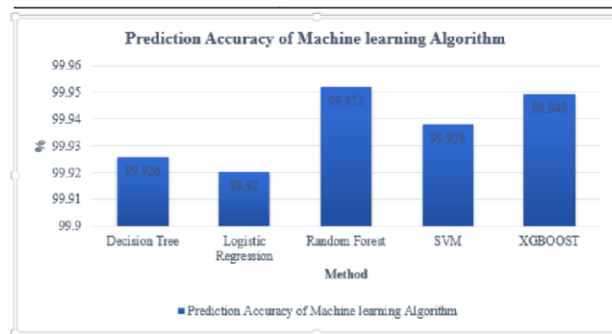 Prediction Accuracy of Machine learning Algorithm
99.96
99.95
99.94
99.93
99.92
99.91
99.9
%
99.926
99.92
99.952
99.938
99.949
Decision Tree
Logistic
Regression
Random Forest
SVM
XGBOOST
Method
Prediction Accuracy of Machine learning Algorithm